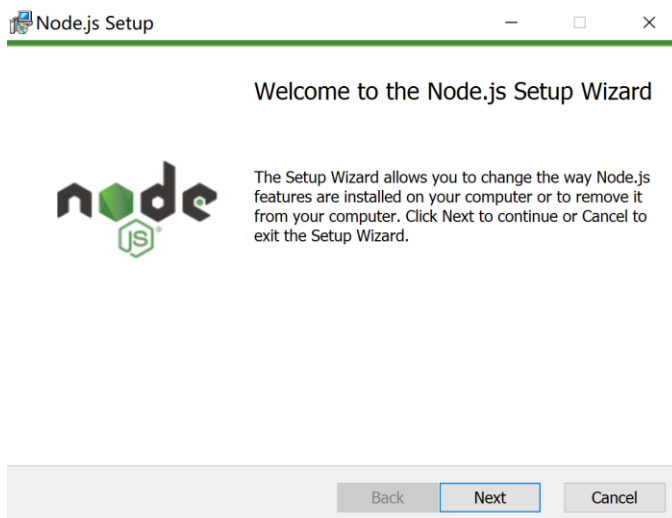 Node.js Setup
Welcome to the Node.js Setup Wizard
The Setup Wizard allows you to change the way Node.js
features are installed on your computer or to remove it
from your computer. Click Next to continue or Cancel to
exit the Setup Wizard.
node
JS®
Back Next Cancel